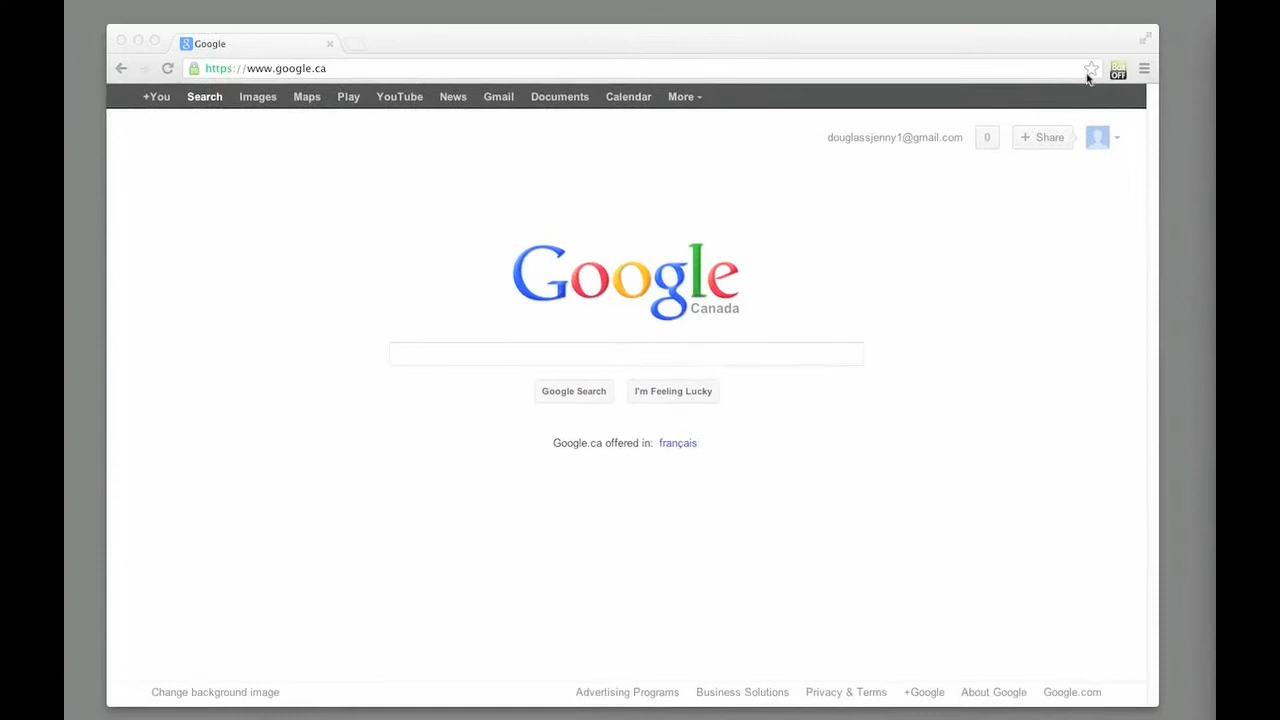 Google
https://www.google.ca
OFF
+You Search Images Maps Play YouTube News Gmail Documents Calendar More
douglassjenny1@gmail.com 0 + Share
Google
Canada
Google Search I'm Feeling Lucky
Google.ca offered in: français
Change background image Advertising Programs Business Solutions Privacy & Terms +Google About Google Google.com